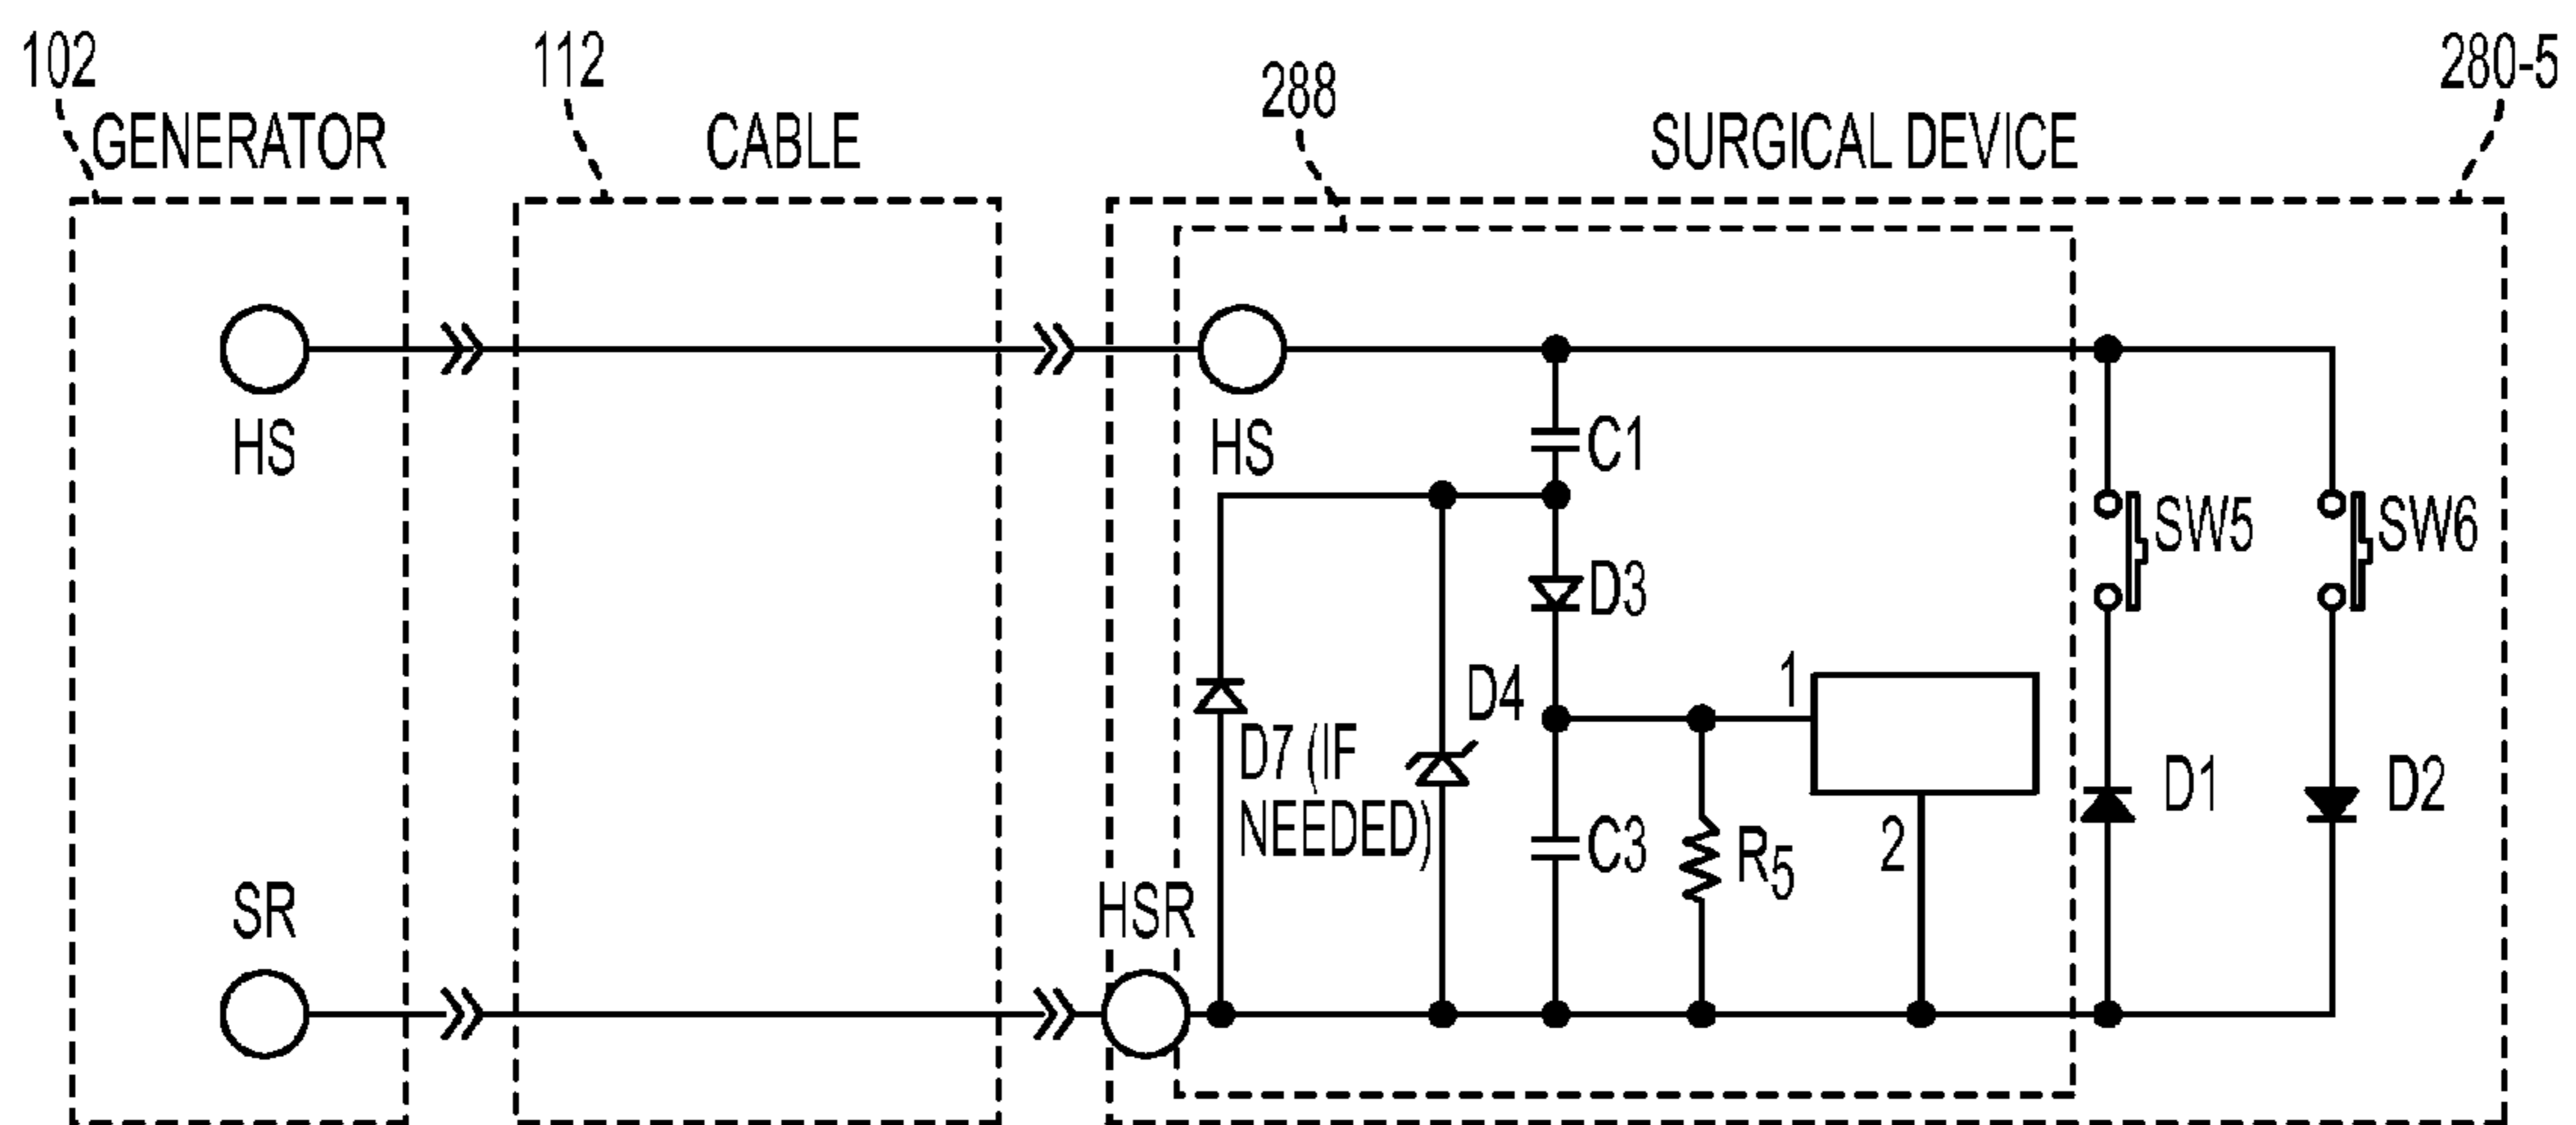 102
112
288
280-5
GENERATOR
CABLE
SURGICAL DEVICE
HS
HS
C1
SW5
SW6
D3
D4
1
D7 (IF
NEEDED)
D1
D2
C3
R5
2
SR
HSR